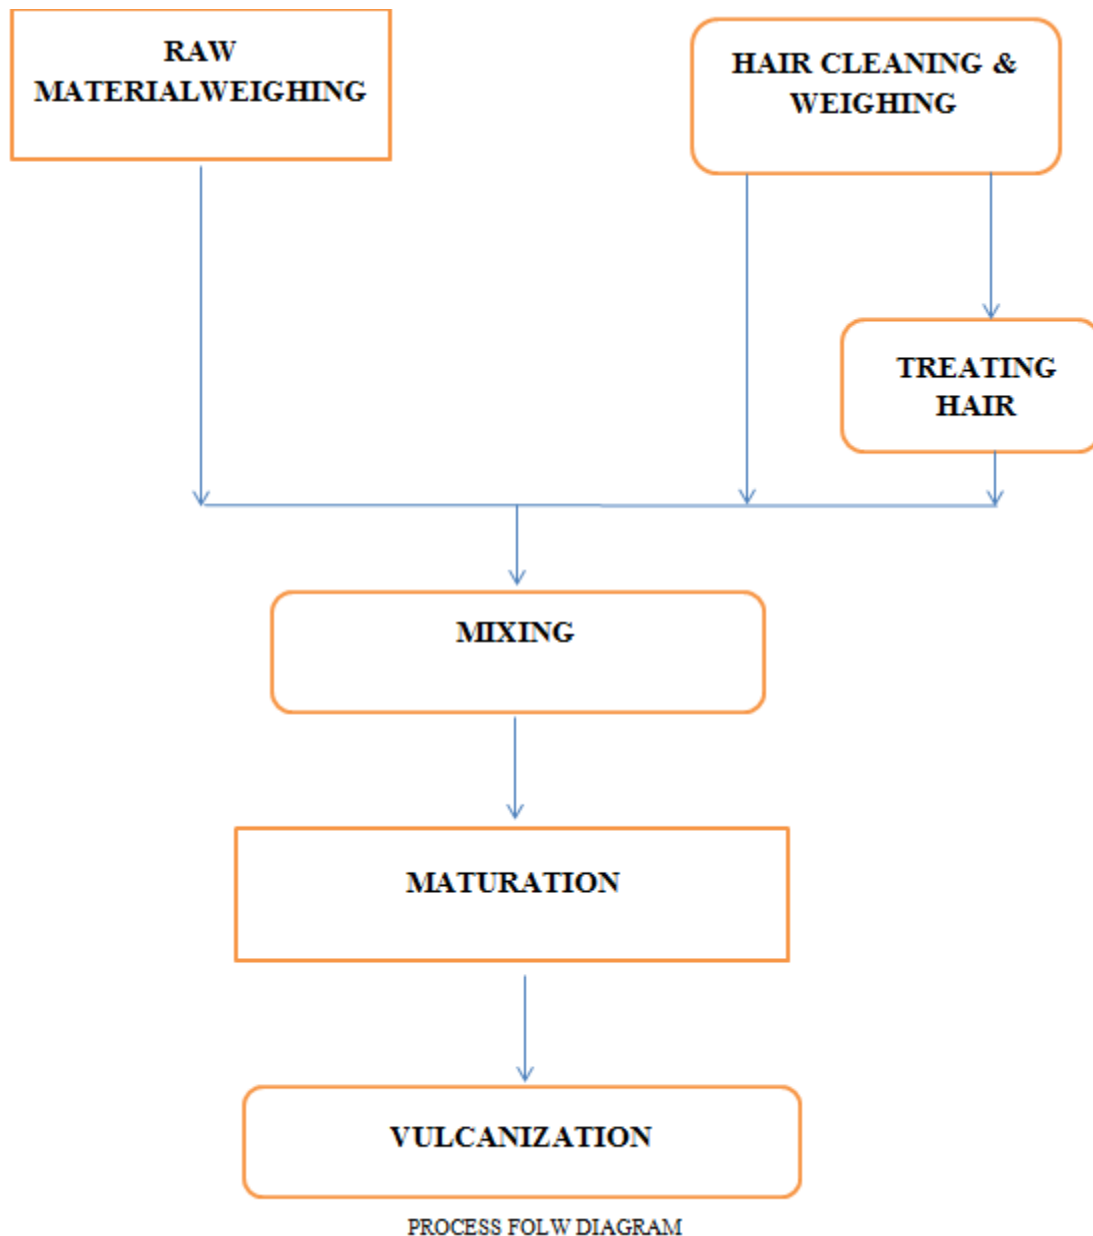 RAW
MATERIALWEIGHING
HAIR CLEANING &
WEIGHING
TREATING
HAIR
MIXING
MATURATION
VULCANIZATION
PROCESS FOLW DIAGRAM